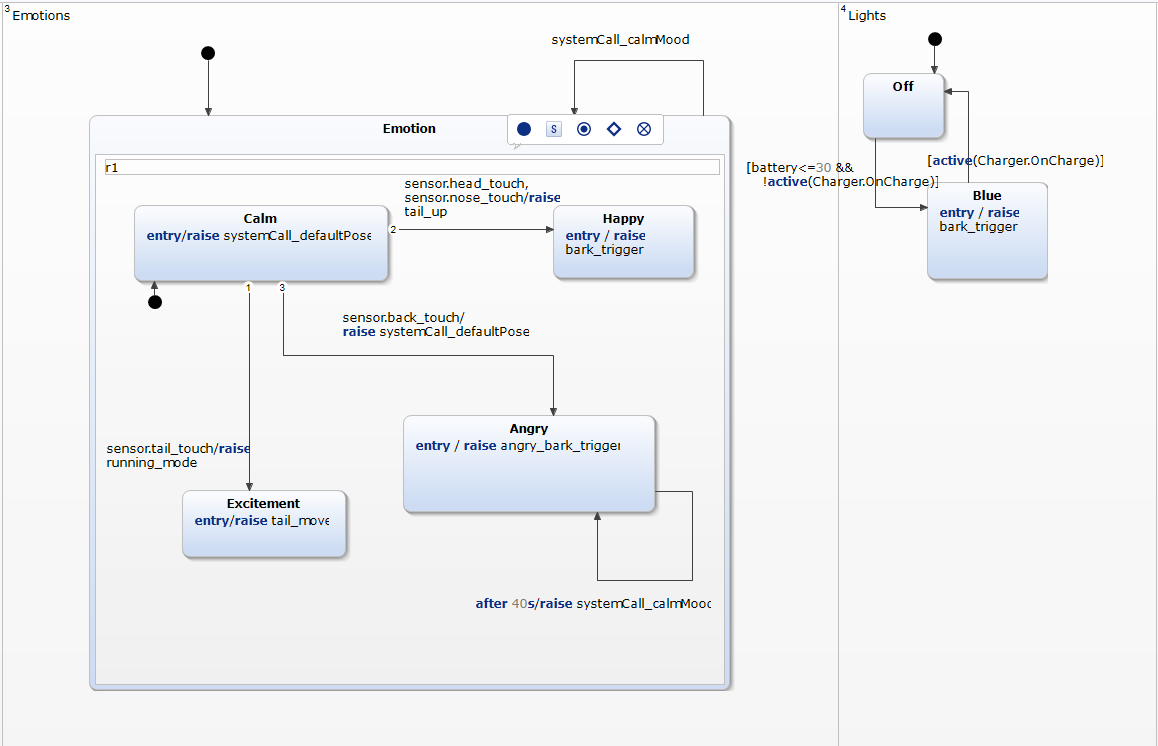 3
Emotions
systemCall_calmMood
Emotion
S
r1
sensor.head_touch,
sensor.nose_touch/raise
tail_up
Calm
entry/raise systemCall_defaultPose
2
Happy
entry / raise
bark_trigger
1
3
sensor.back_touch/
raise systemCall_defaultPose
Angry
entry / raise angry_bark_trigger
sensor.tail_touch/raise
running_mode
Excitement
entry/raise tail_move
after 40s/raise systemCall_calmMood
4
Lights
Off
[battery<=30 &&
!active(Charger.OnCharge)]
[active(Charger.OnCharge)]
Blue
entry / raise
bark_trigger